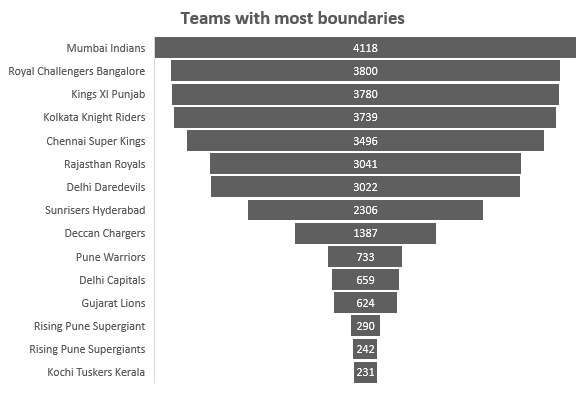 Teams with most boundaries
Mumbai Indians 4118
Royal Challengers Bangalore 3800
Kings XI Punjab 3780
Kolkata Knight Riders 3739
Chennai Super Kings 3496
Rajasthan Royals 3041
Delhi Daredevils 3022
Sunrisers Hyderabad 2306
Deccan Chargers 1387
Pune Warriors 733
Delhi Capitals 659
Gujarat Lions 624
Rising Pune Supergiant 290
Rising Pune Supergiants 242
Kochi Tuskers Kerala 231